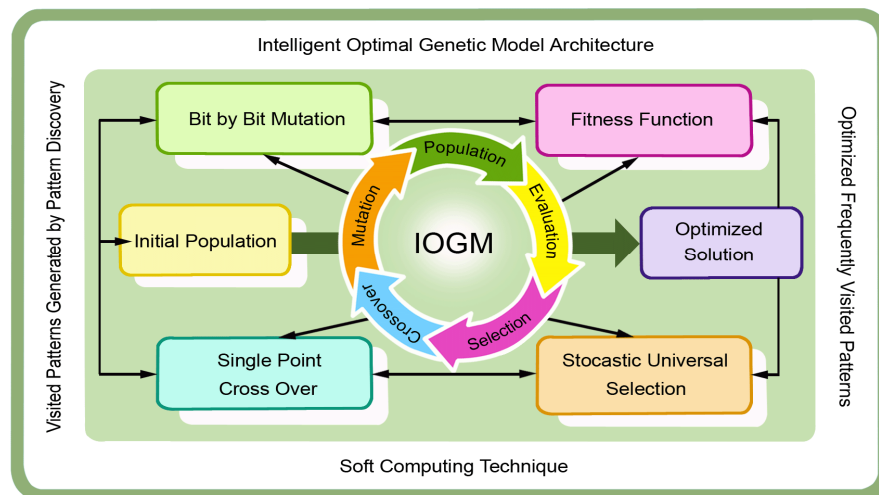 Intelligent Optimal Genetic Model Architecture
Visited Patterns Generated by Pattern Discovery
Bit by Bit Mutation
Fitness Function
Population
Evaluation
Mutation
IOGM
Initial Population
Optimized
Solution
Crossover
Selection
Single Point
Cross Over
Stocastic Universal
Selection
Optimized Frequently Visited Patterns
Soft Computing Technique